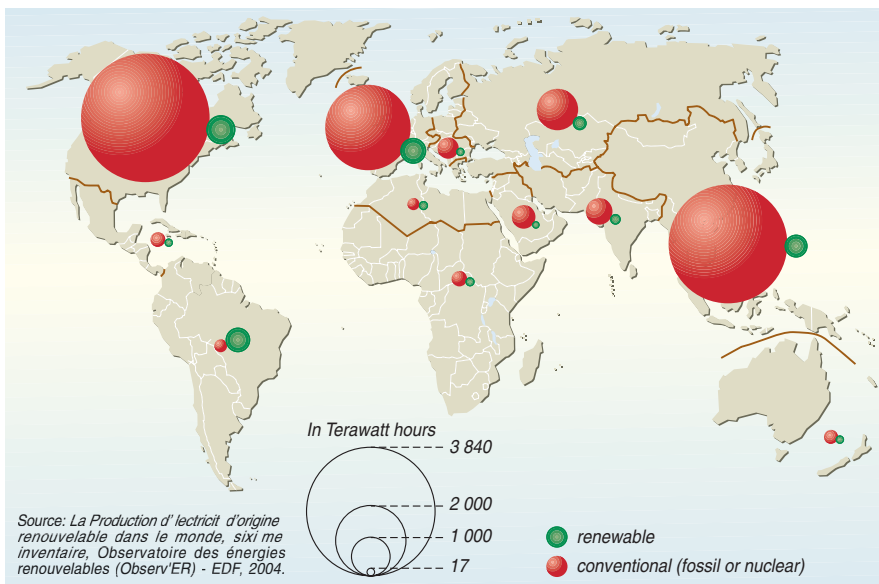 In Terawatt hours
3 840
2 000
1 000
17
Source: La Production d' lectricit d'origine
renouvelable dans le monde, sixi me
inventaire, Observatoire des énergies
renouvelables (Observ'ER) - EDF, 2004.
renewable
conventional (fossil or nuclear)